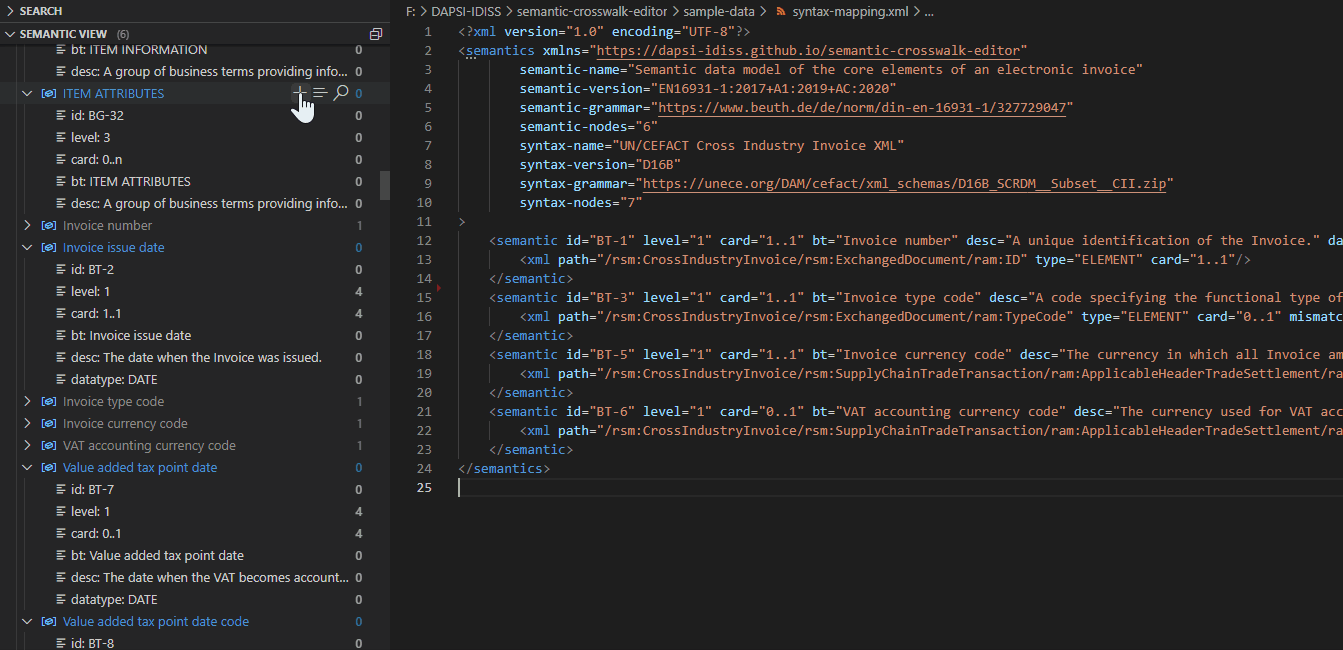 SEARCH
SEMANTIC VIEW (6)
bt: ITEM INFORMATION 0
desc: A group of business terms providing info... 0
ITEM ATTRIBUTES 0
id: BG-32 0
level: 3 0
card: 0..n 0
bt: ITEM ATTRIBUTES 0
desc: A group of business terms providing info... 0
Invoice number 1
Invoice issue date 0
id: BT-2 0
level: 1 4
card: 1..1 4
bt: Invoice issue date 0
desc: The date when the Invoice was issued. 0
datatype: DATE 0
Invoice type code 1
Invoice currency code 1
VAT accounting currency code 1
Value added tax point date 0
id: BT-7 0
level: 1 4
card: 0..1 4
bt: Value added tax point date 0
desc: The date when the VAT becomes account... 0
datatype: DATE 0
Value added tax point date code 0
id: BT-8 0
F: > DAPSI-IDISS > semantic-crosswalk-editor > sample-data > syntax-mapping.xml > ...
1 <?xml version="1.0" encoding="UTF-8"?>
2 <semantics xmlns="https://dapsi-idiss.github.io/semantic-crosswalk-editor"
3 semantic-name="Semantic data model of the core elements of an electronic invoice"
4 semantic-version="EN16931-1:2017+A1:2019+AC:2020"
5 semantic-grammar="https://www.beuth.de/de/norm/din-en-16931-1/327729047"
6 semantic-nodes="6"
7 syntax-name="UN/CEFACT Cross Industry Invoice XML"
8 syntax-version="D16B"
9 syntax-grammar="https://unece.org/DAM/cefact/xml_schemas/D16B_SCRDM__Subset__CII.zip"
10 syntax-nodes="7"
11 >
12 <semantic id="BT-1" level="1" card="1..1" bt="Invoice number" desc="A unique identification of the Invoice." da
13 <xml path="/rsm:CrossIndustryInvoice/rsm:ExchangedDocument/ram:ID" type="ELEMENT" card="1..1"/>
14 </semantic>
15 <semantic id="BT-3" level="1" card="1..1" bt="Invoice type code" desc="A code specifying the functional type of
16 <xml path="/rsm:CrossIndustryInvoice/rsm:ExchangedDocument/ram:TypeCode" type="ELEMENT" card="0..1" mismatc
17 </semantic>
18 <semantic id="BT-5" level="1" card="1..1" bt="Invoice currency code" desc="The currency in which all Invoice am
19 <xml path="/rsm:CrossIndustryInvoice/rsm:SupplyChainTradeTransaction/ram:ApplicableHeaderTradeSettlement/ra
20 </semantic>
21 <semantic id="BT-6" level="1" card="0..1" bt="VAT accounting currency code" desc="The currency used for VAT acc
22 <xml path="/rsm:CrossIndustryInvoice/rsm:SupplyChainTradeTransaction/ram:ApplicableHeaderTradeSettlement/ra
23 </semantic>
24 </semantics>
25